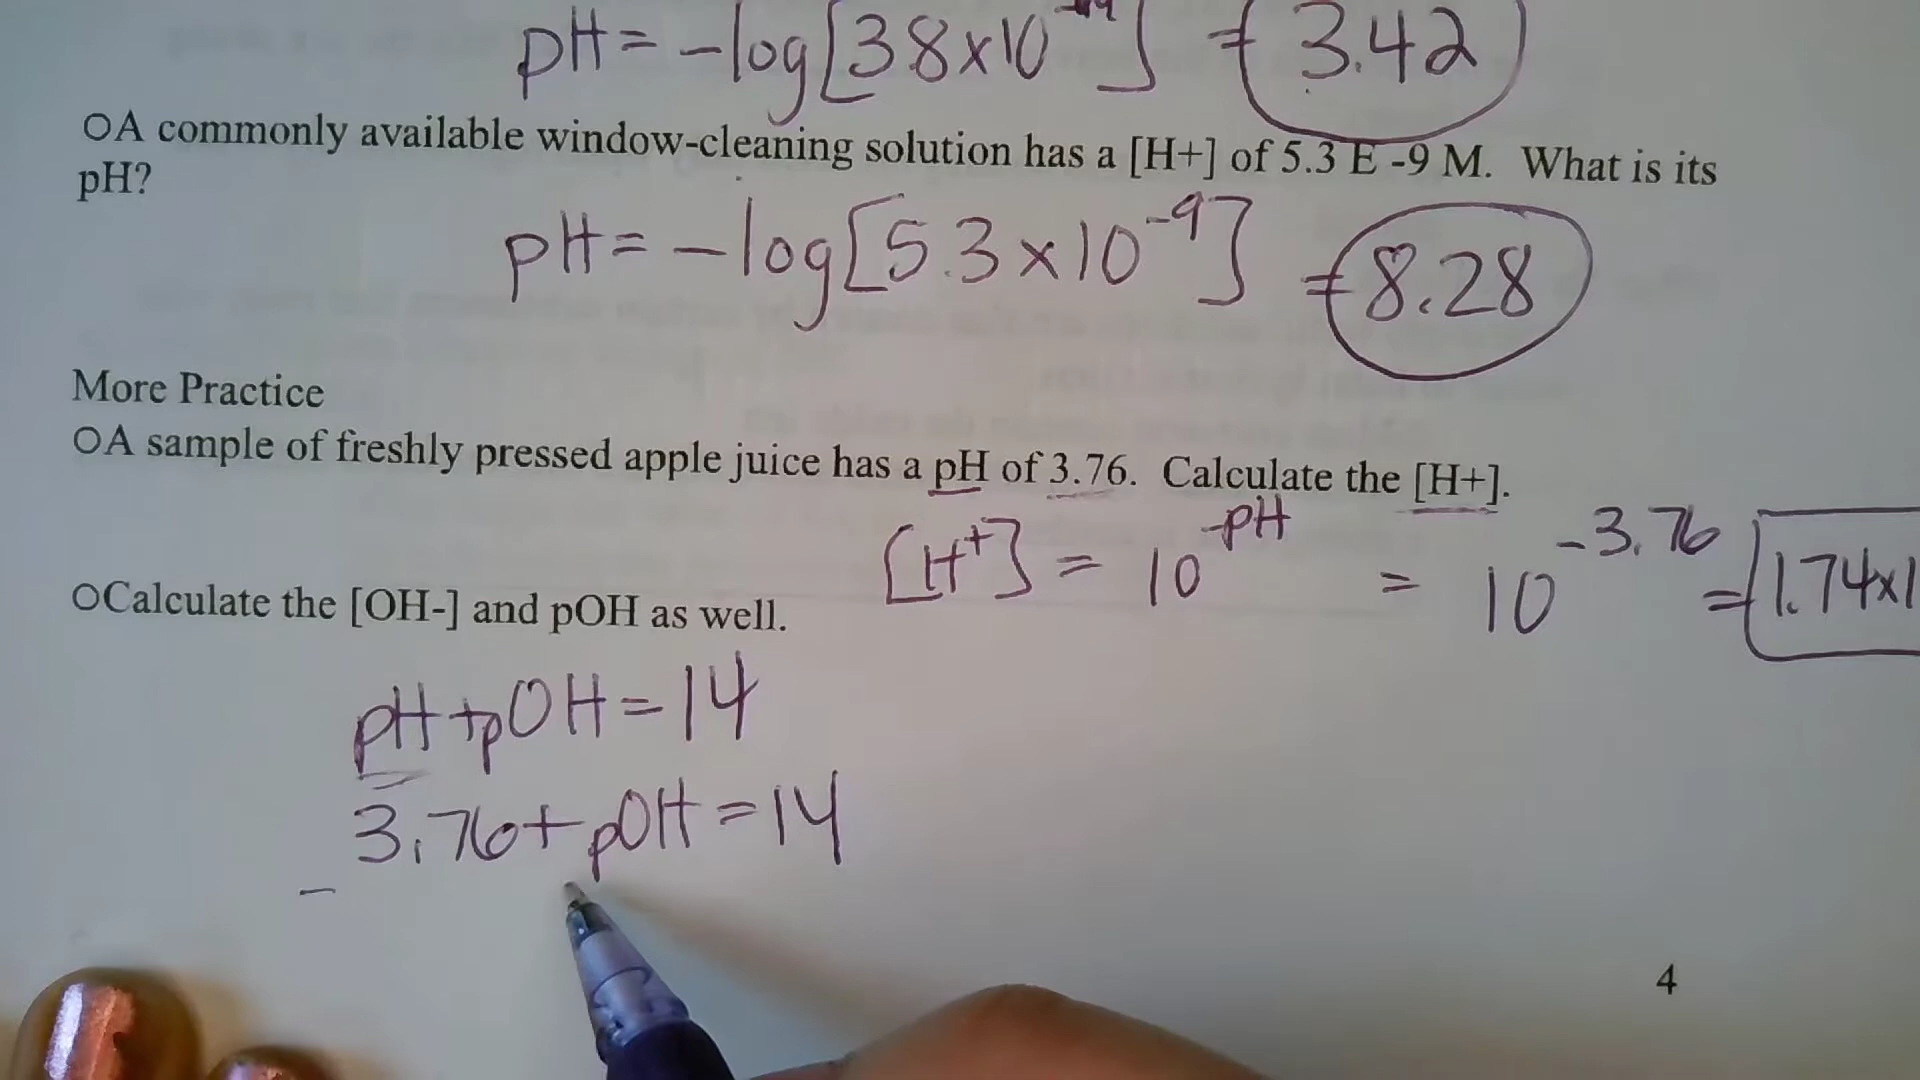 pH = -log[3.8x10 ] = 3.42
OA commonly available window-cleaning solution has a [H+] of 5.3 E -9 M. What is its
pH?
pH = -log[5.3x10⁻⁹] = 8.28
More Practice
OA sample of freshly pressed apple juice has a pH of 3.76. Calculate the [H+].
[H⁺] = 10^-pH = 10^-3.76 = 1.74x1
OCalculate the [OH-] and pOH as well.
pH + pOH = 14
3.76 + pOH = 14
-
4